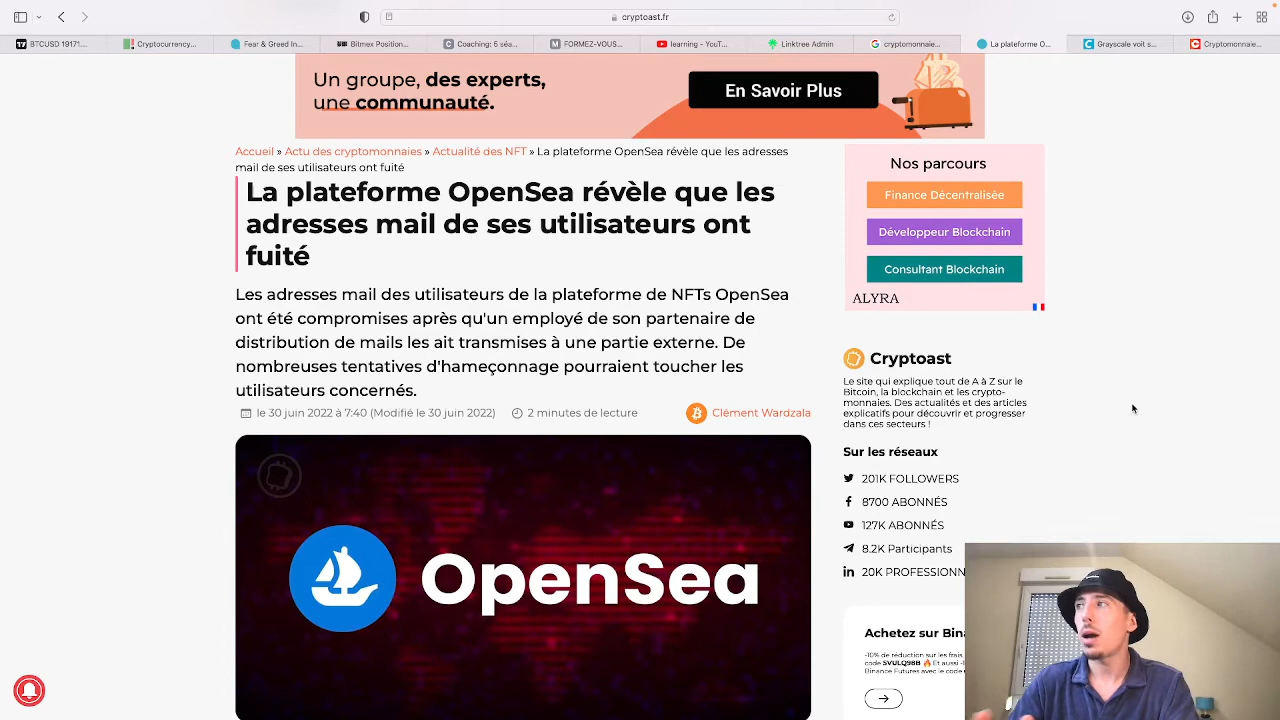 cryptoast.fr
BTCUSD 19171....
Cryptocurrency...
Fear & Greed In...
Bitmex Position...
Coaching: 5 séa...
FORMEZ-VOUS...
learning - YouT...
Linktree Admin
cryptomonnaie...
La plateforme O...
Grayscale voit s...
Cryptomonnaie...
Un groupe, des experts,
une communauté.
En Savoir Plus
Accueil » Actu des cryptomonnaies » Actualité des NFT » La plateforme OpenSea révèle que les adresses
mail de ses utilisateurs ont fuité
La plateforme OpenSea révèle que les
adresses mail de ses utilisateurs ont
fuité
Les adresses mail des utilisateurs de la plateforme de NFTs OpenSea
ont été compromises après qu'un employé de son partenaire de
distribution de mails les ait transmises à une partie externe. De
nombreuses tentatives d'hameçonnage pourraient toucher les
utilisateurs concernés.
le 30 juin 2022 à 7:40 (Modifié le 30 juin 2022)
2 minutes de lecture
Clément Wardzala
OpenSea
Nos parcours
Finance Décentralisée
Développeur Blockchain
Consultant Blockchain
ALYRA
Cryptoast
Le site qui explique tout de A à Z sur le
Bitcoin, la blockchain et les crypto-
monnaies. Des actualités et des articles
explicatifs pour découvrir et progresser
dans ces secteurs !
Sur les réseaux
201K FOLLOWERS
8700 ABONNÉS
127K ABONNÉS
8.2K Participants
20K PROFESSIONN
Achetez sur Bina
-10% de réduction sur les frais
code SVULQ9BB 🔥 Et aussi -1
Binance Futures avec le code